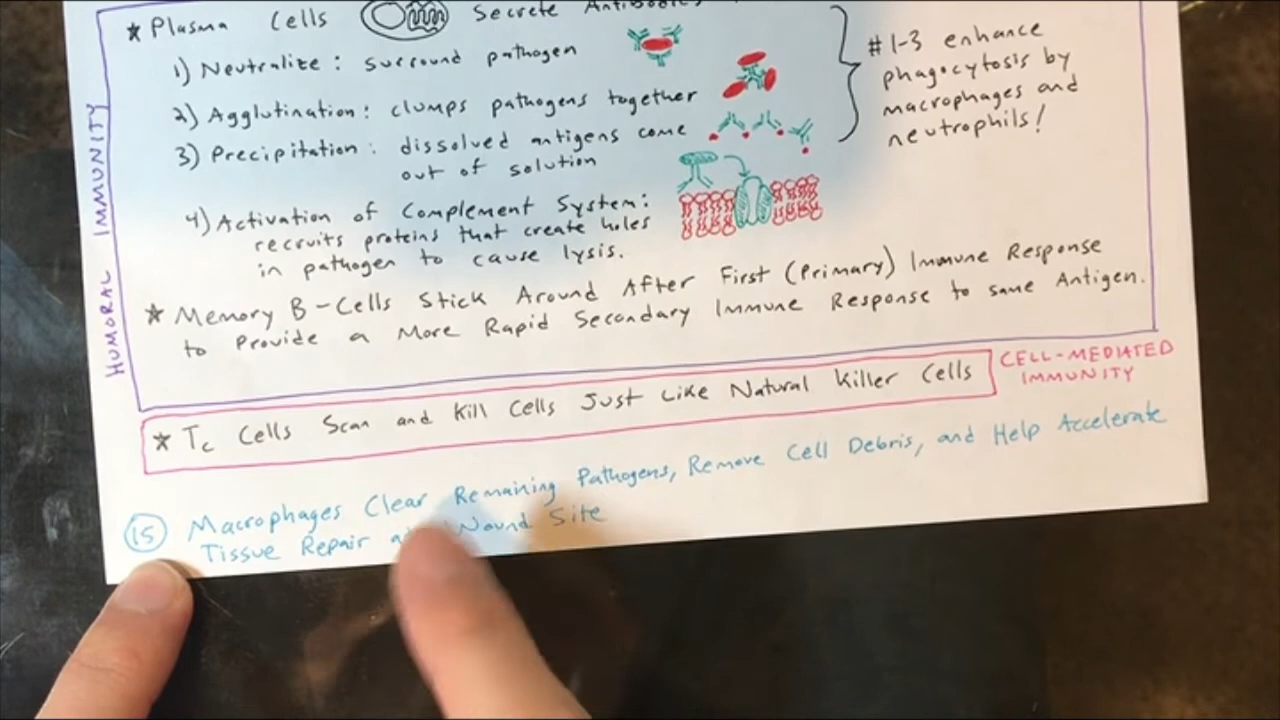 * Plasma Cells Secrete Antibodies
1) Neutralize: surround pathogen
2) Agglutination: clumps pathogens together
3) Precipitation: dissolved antigens come
out of solution
#1-3 enhance
phagocytosis by
macrophages and
neutrophils!
4) Activation of Complement System:
recruits proteins that create holes
in pathogen to cause lysis.
* Memory B-Cells Stick Around After First (Primary) Immune Response
to Provide a More Rapid Secondary Immune Response to same Antigen.
HUMORAL IMMUNITY
* Tc Cells Scan and Kill Cells Just Like Natural Killer Cells
CELL-MEDIATED
IMMUNITY
15 Macrophages Clear Remaining Pathogens, Remove Cell Debris, and Help Accelerate
Tissue Repair Wound Site